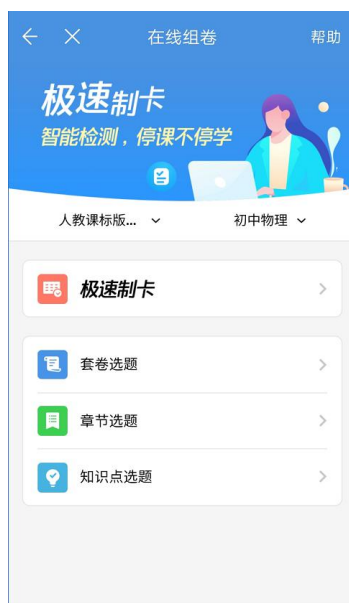 在线组卷
帮助
极速制卡
智能检测，停课不停学
人教课标版...
初中物理
极速制卡
套卷选题
章节选题
知识点选题